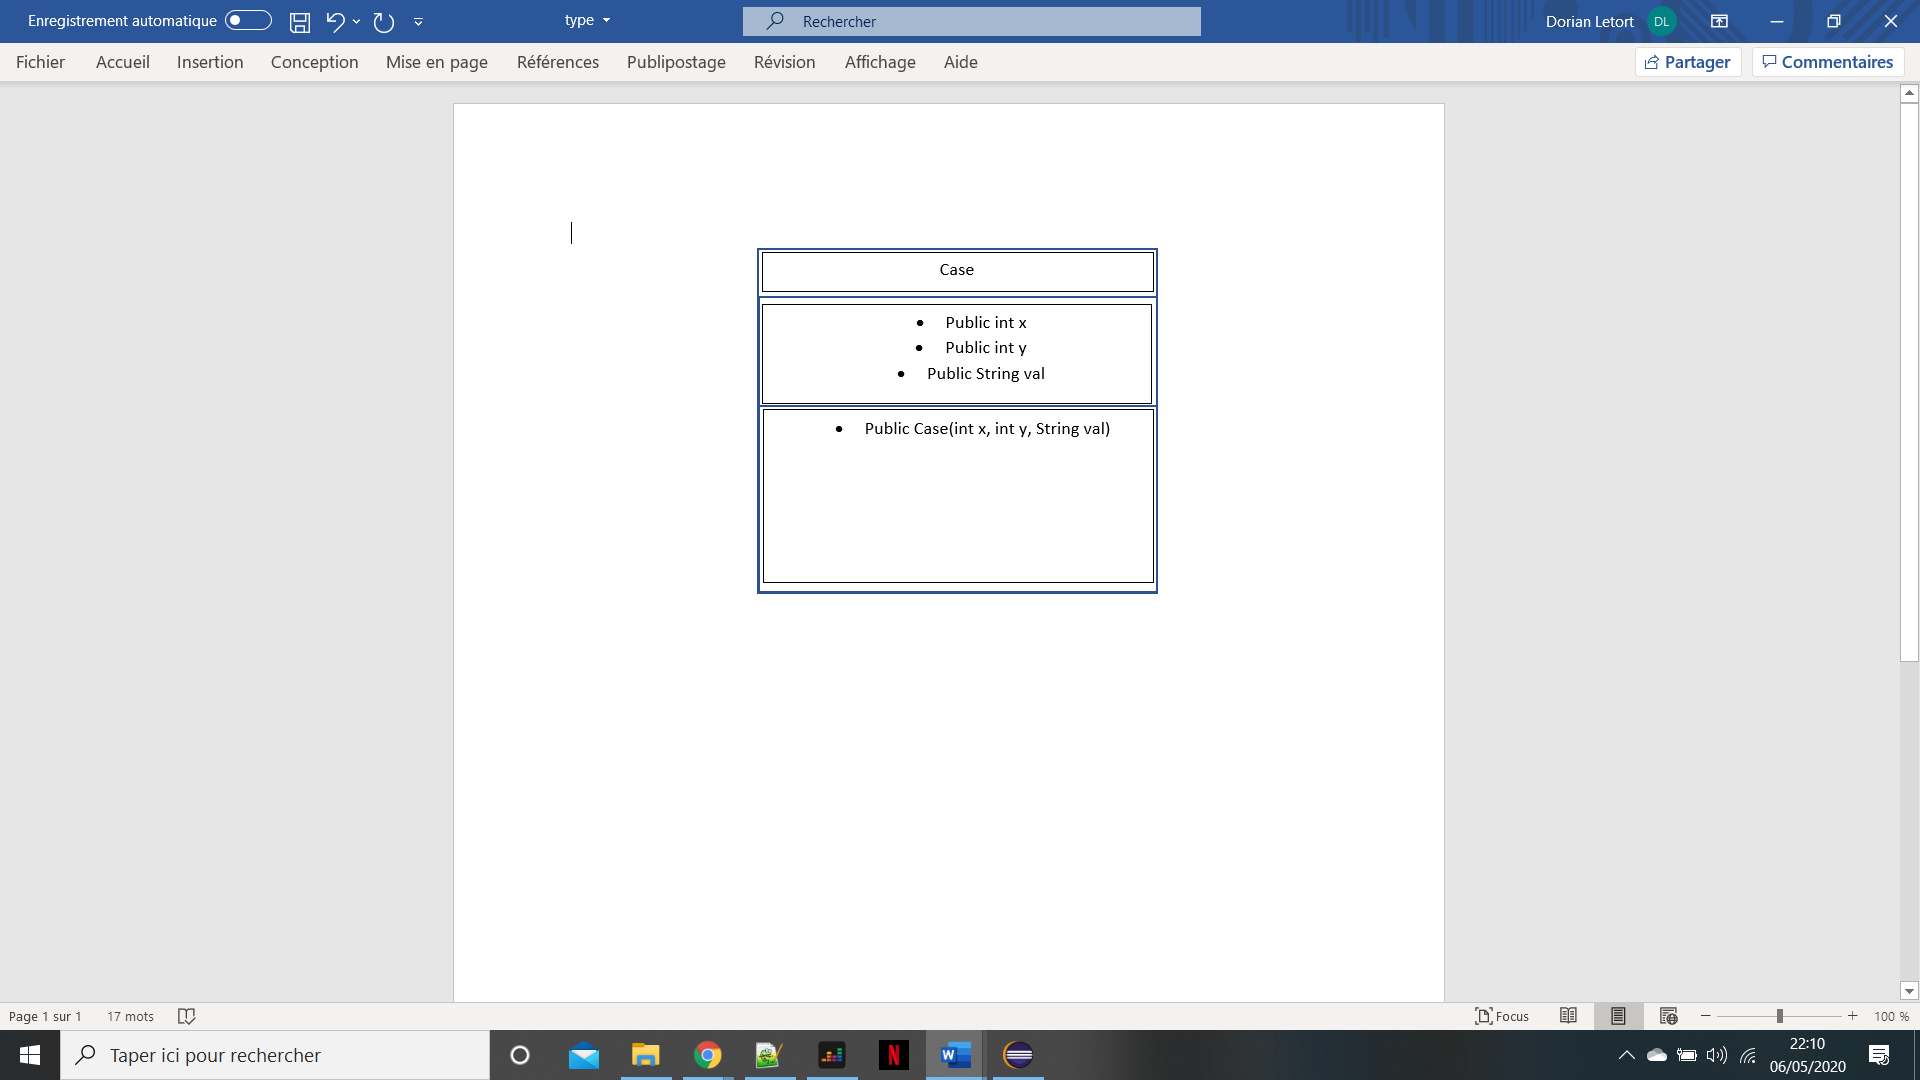 Enregistrement automatique
type
Rechercher
Dorian Letort
DL
Fichier Accueil Insertion Conception Mise en page Références Publipostage Révision Affichage Aide
Partager
Commentaires
Case
• Public int x
• Public int y
• Public String val
• Public Case(int x, int y, String val)
Page 1 sur 1
17 mots
Focus
100 %
Taper ici pour rechercher
N
W
22:10
06/05/2020